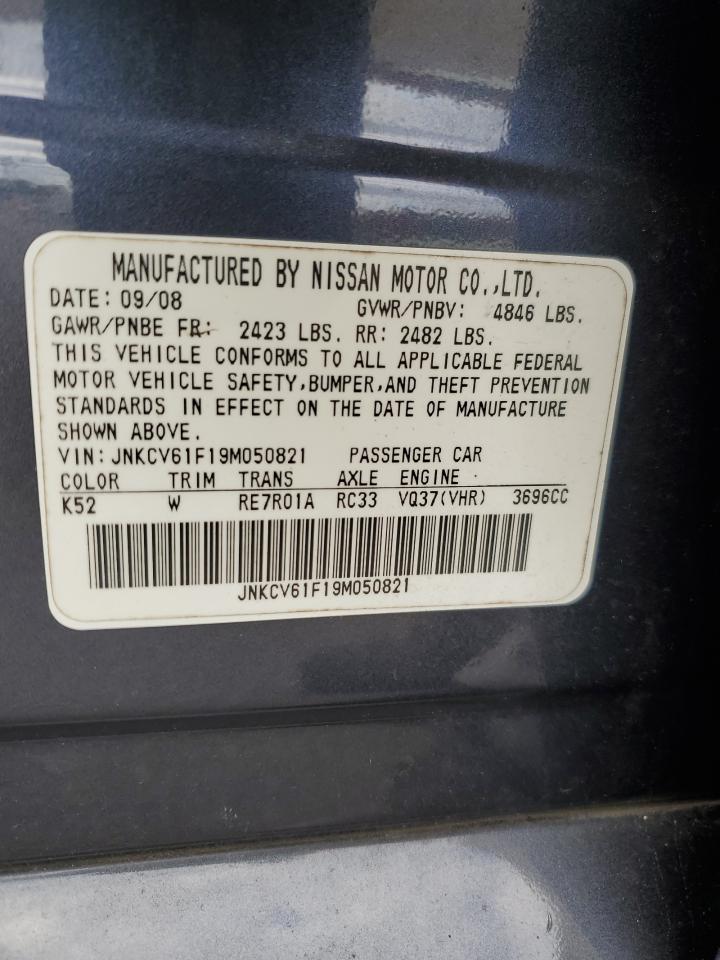 MANUFACTURED BY NISSAN MOTOR CO.,LTD.
DATE: 09/08 GVWR/PNBV: 4846 LBS.
GAWR/PNBE FR: 2423 LBS. RR: 2482 LBS.
THIS VEHICLE CONFORMS TO ALL APPLICABLE FEDERAL
MOTOR VEHICLE SAFETY,BUMPER,AND THEFT PREVENTION
STANDARDS IN EFFECT ON THE DATE OF MANUFACTURE
SHOWN ABOVE.
VIN: JNKCV61F19M050821 PASSENGER CAR
COLOR TRIM TRANS AXLE ENGINE
K52 W RE7R01A RC33 VQ37(VHR) 3696CC
JNKCV61F19M050821